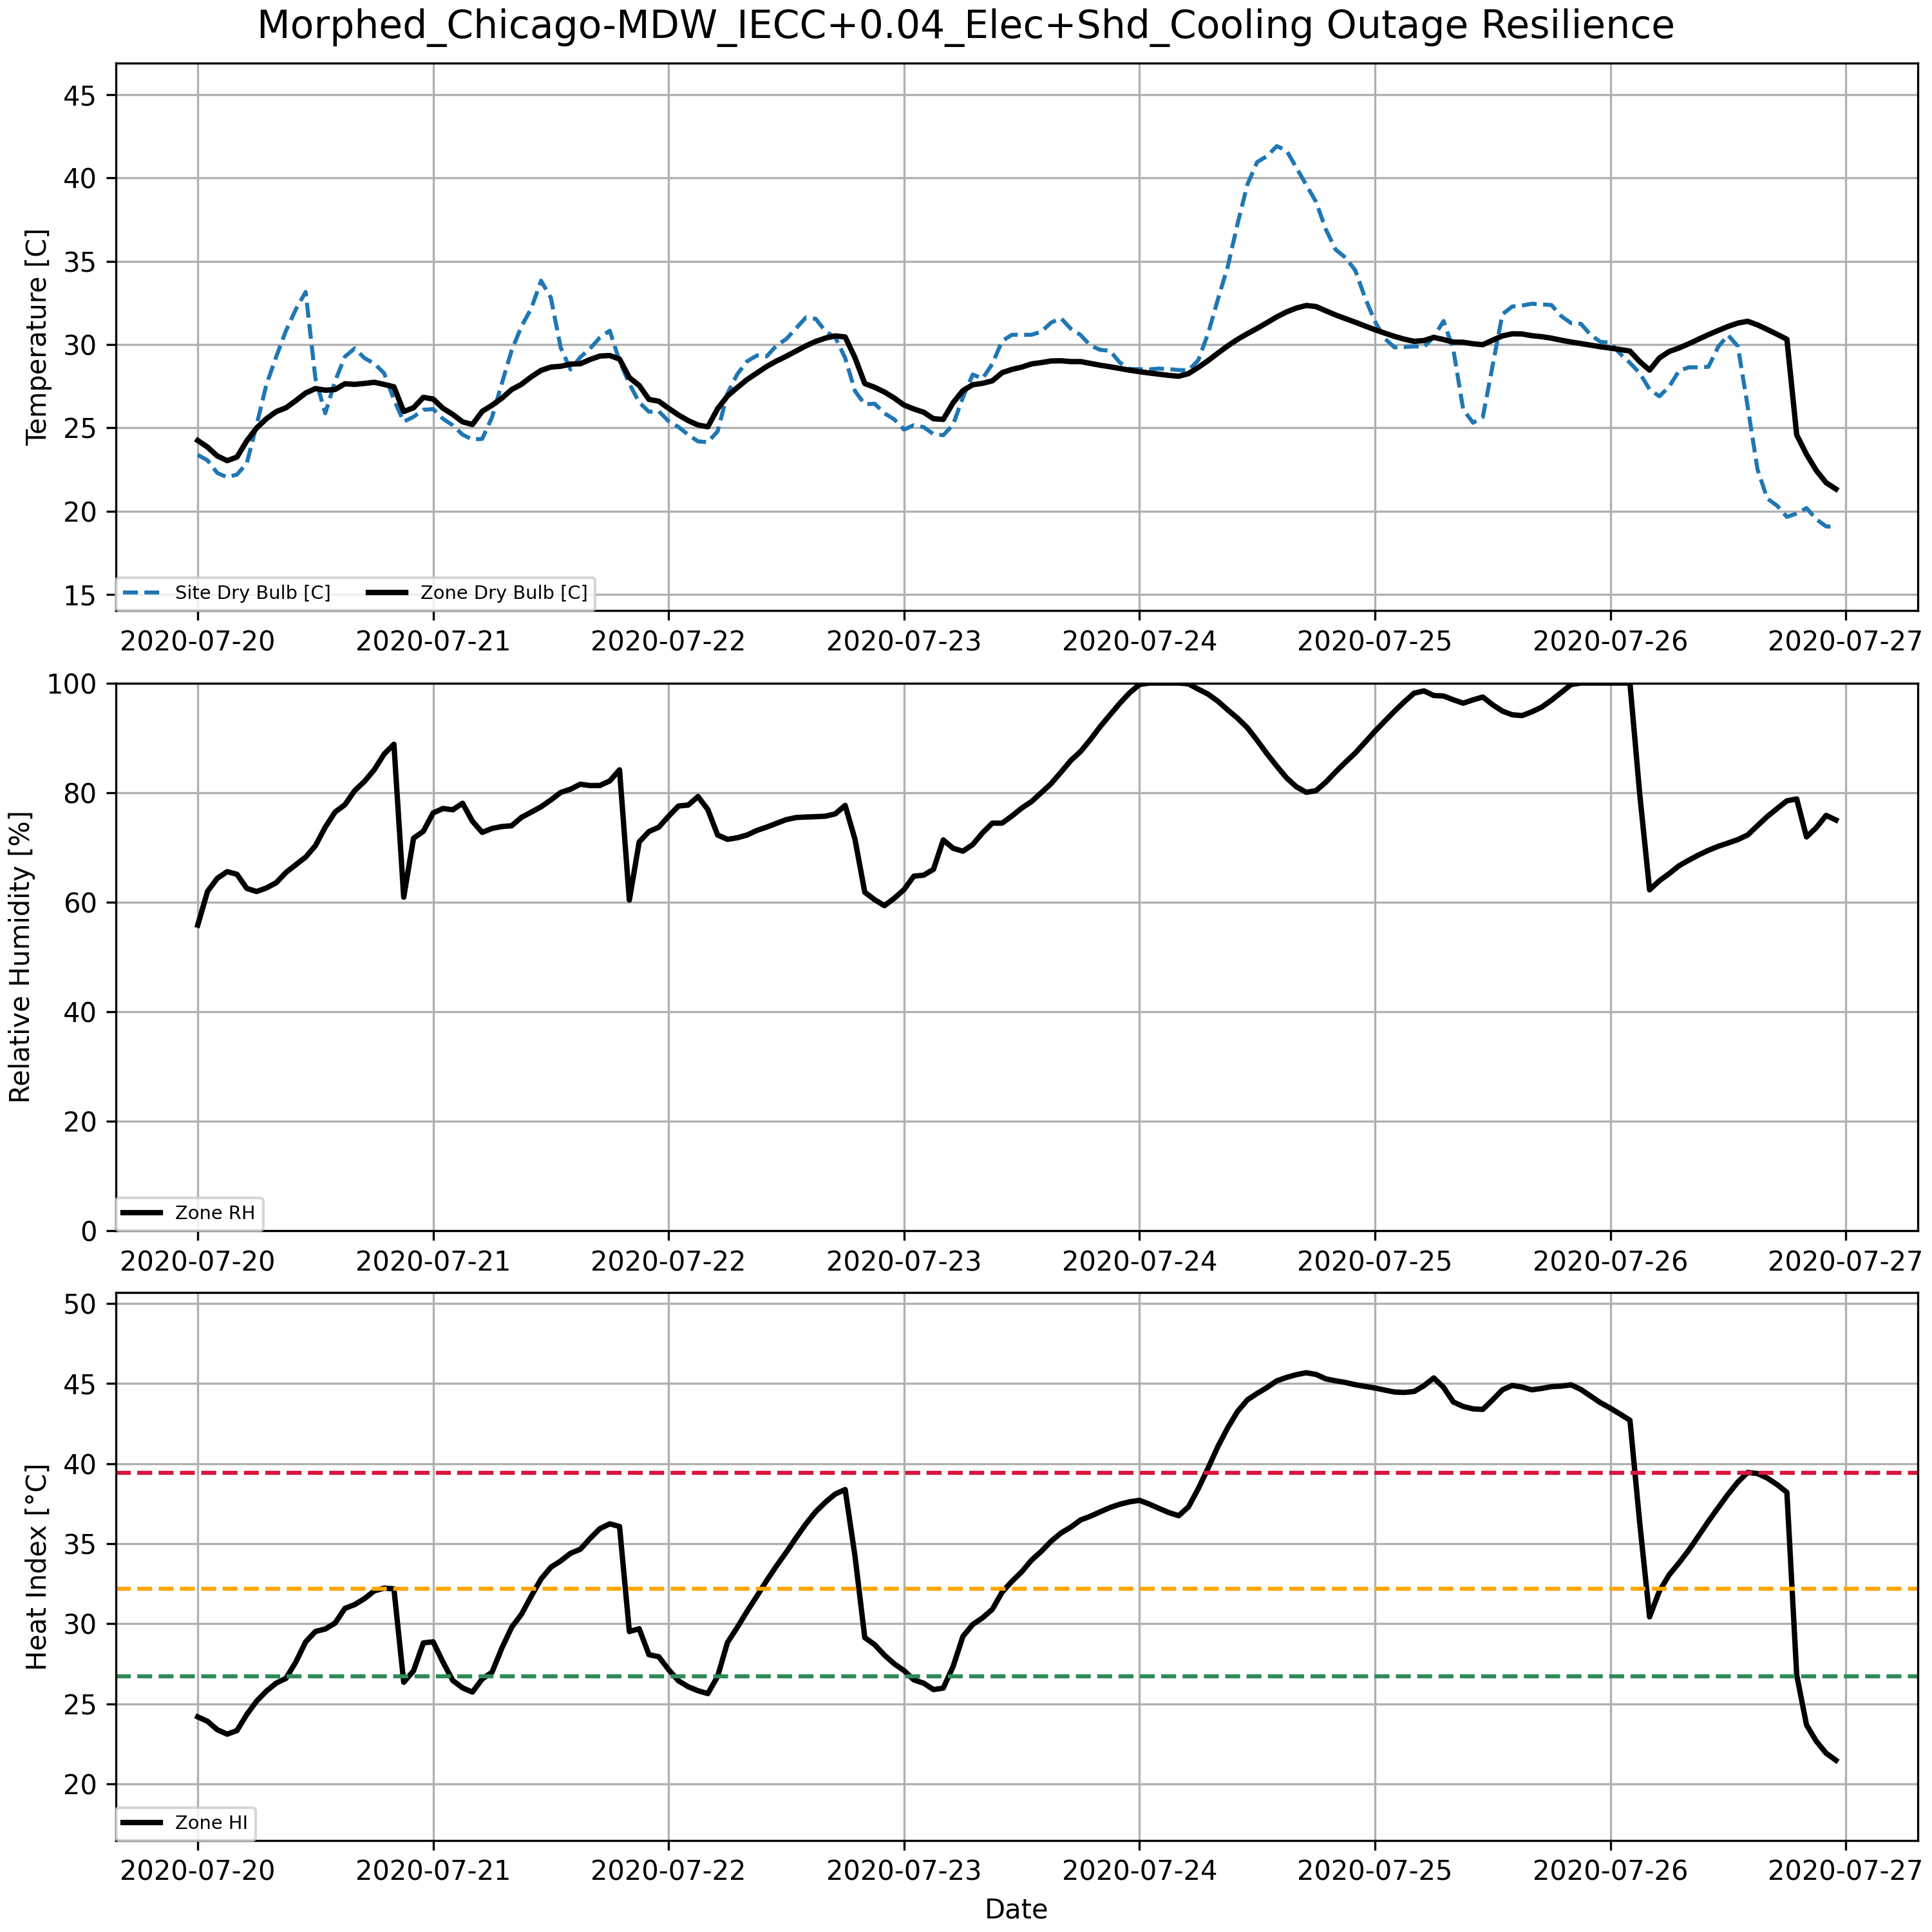 Morphed_Chicago-MDW_IECC+0.04_Elec+Shd_Cooling Outage Resilience
Temperature [C]
45
40
35
30
25
20
15
Site Dry Bulb [C] Zone Dry Bulb [C]
2020-07-20 2020-07-21 2020-07-22 2020-07-23 2020-07-24 2020-07-25 2020-07-26 2020-07-27
Relative Humidity [%]
100
80
60
40
20
0
Zone RH
2020-07-20 2020-07-21 2020-07-22 2020-07-23 2020-07-24 2020-07-25 2020-07-26 2020-07-27
Heat Index [°C]
50
45
40
35
30
25
20
Zone HI
2020-07-20 2020-07-21 2020-07-22 2020-07-23 2020-07-24 2020-07-25 2020-07-26 2020-07-27
Date